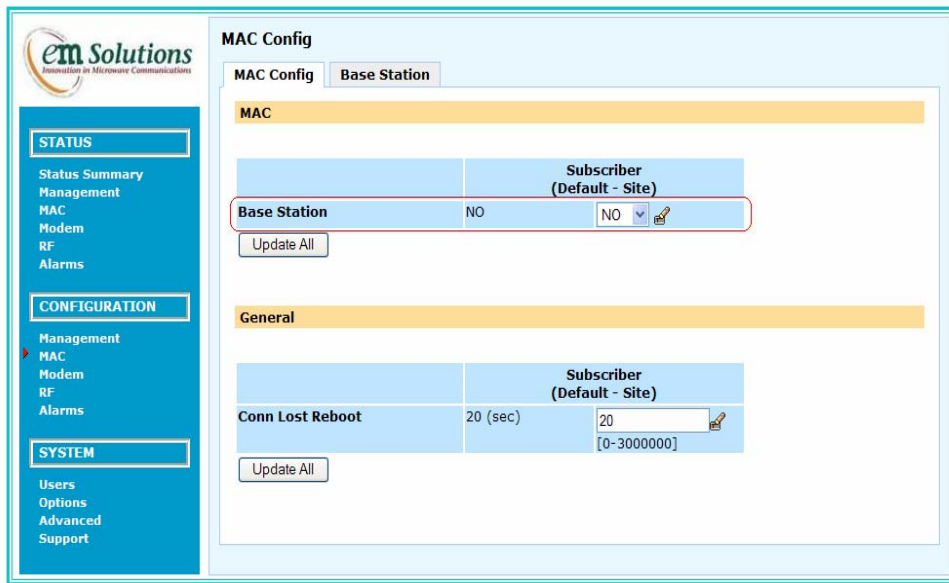 em Solutions
Innovation in Microwave Communications
STATUS
Status Summary
Management
MAC
Modem
RF
Alarms
CONFIGURATION
Management
MAC
Modem
RF
Alarms
SYSTEM
Users
Options
Advanced
Support
MAC Config
MAC Config
Base Station
MAC
Subscriber
(Default - Site)
Base Station NO NO
Update All
General
Subscriber
(Default - Site)
Conn Lost Reboot 20 (sec) 20
[0-3000000]
Update All